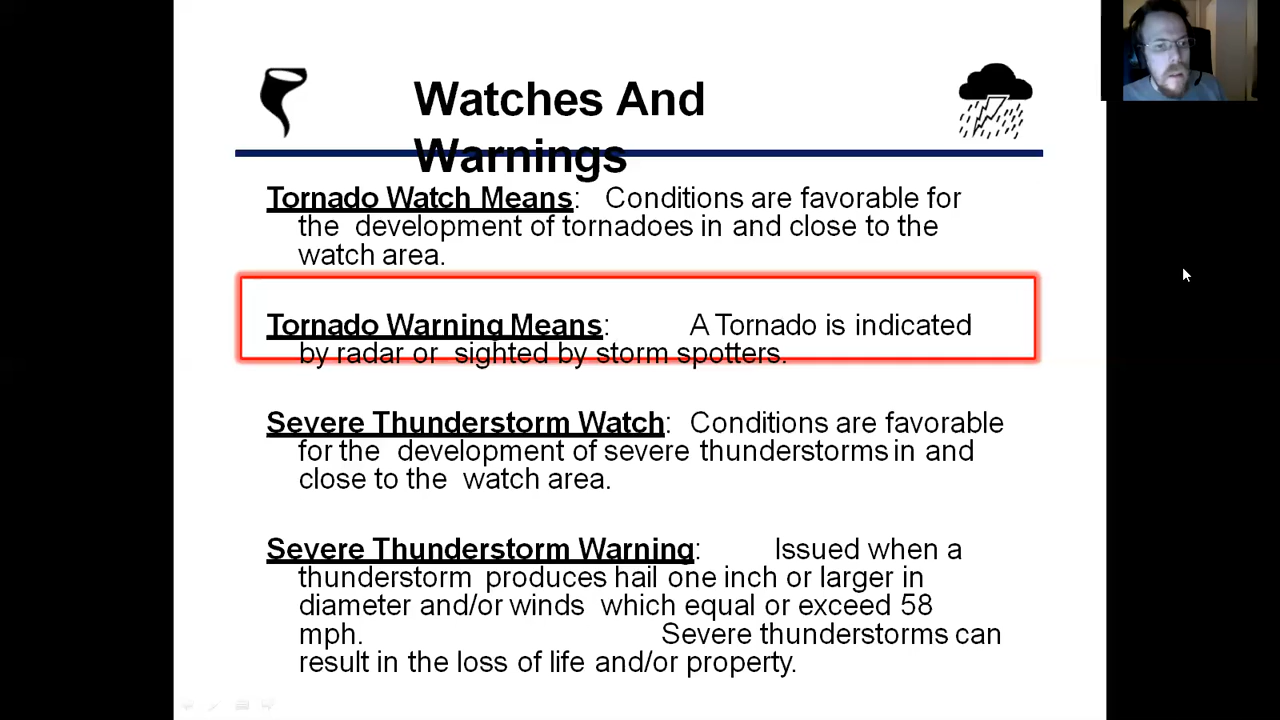 Watches And
Warnings
Tornado Watch Means: Conditions are favorable for
the development of tornadoes in and close to the
watch area.
Tornado Warning Means: A Tornado is indicated
by radar or sighted by storm spotters.
Severe Thunderstorm Watch: Conditions are favorable
for the development of severe thunderstorms in and
close to the watch area.
Severe Thunderstorm Warning: Issued when a
thunderstorm produces hail one inch or larger in
diameter and/or winds which equal or exceed 58
mph. Severe thunderstorms can
result in the loss of life and/or property.